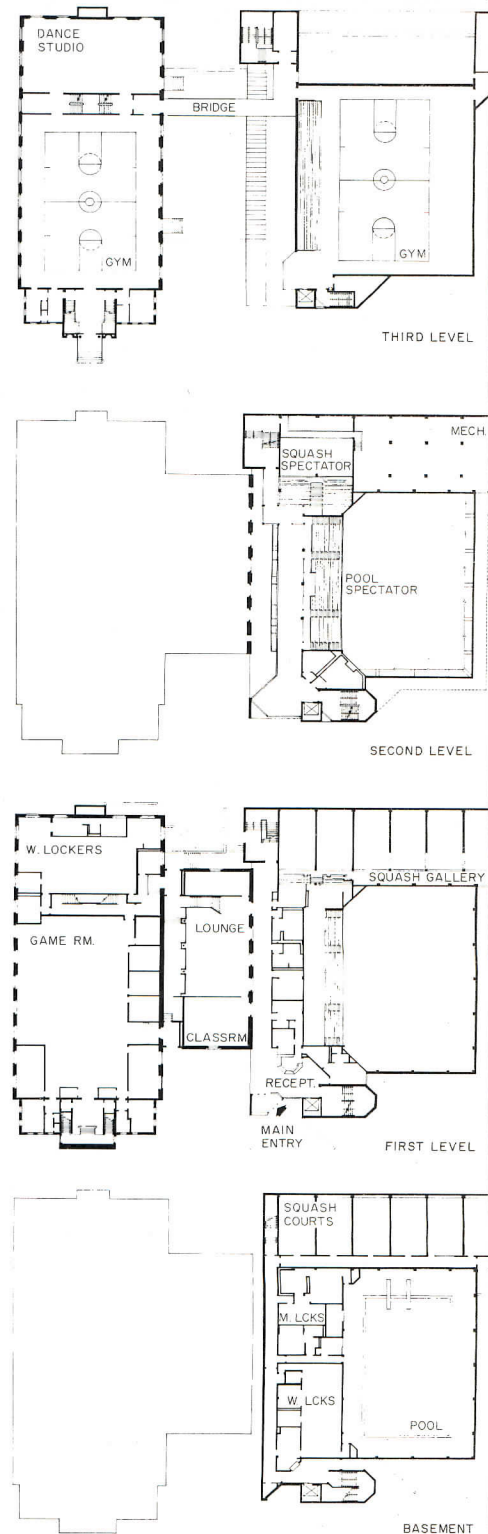 DANCE
STUDIO
BRIDGE
GYM
GYM
THIRD LEVEL
MECH.
SQUASH
SPECTATOR
POOL
SPECTATOR
SECOND LEVEL
W. LOCKERS
SQUASH GALLERY
LOUNGE
GAME RM.
CLASSRM
RECEPT.
MAIN
ENTRY
FIRST LEVEL
SQUASH
COURTS
M. LCKS
W. LCKS
POOL
BASEMENT